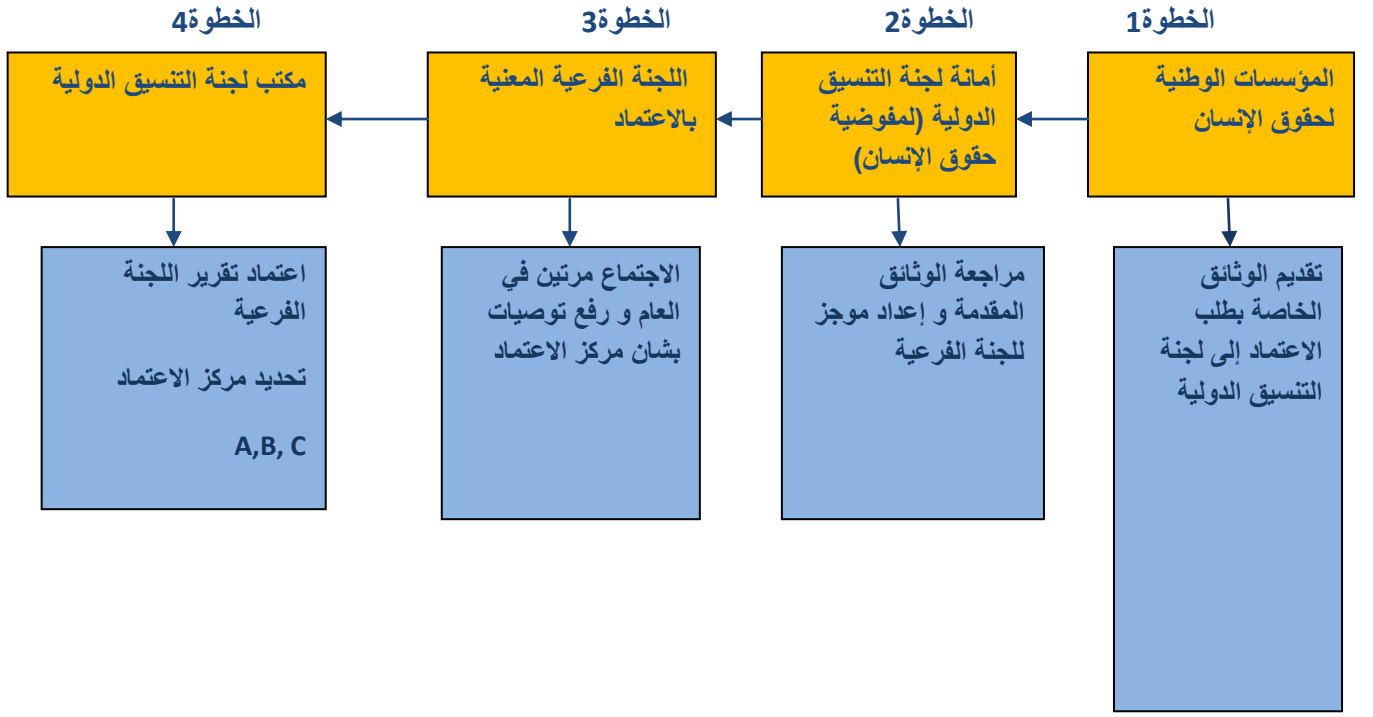 الخطوة1
الخطوة2
الخطوة3
الخطوة4
المؤسسات الوطنية
لحقوق الإنسان
أمانة لجنة التنسيق
الدولية (لمفوضية
حقوق الإنسان)
اللجنة الفرعية المعنية
بالاعتماد
مكتب لجنة التنسيق الدولية
تقديم الوثائق
الخاصة بطلب
الاعتماد إلى لجنة
التنسيق الدولية
مراجعة الوثائق
المقدمة و إعداد موجز
للجنة الفرعية
الاجتماع مرتين في
العام و رفع توصيات
بشان مركز الاعتماد
اعتماد تقرير اللجنة
الفرعية
تحديد مركز الاعتماد
A,B, C